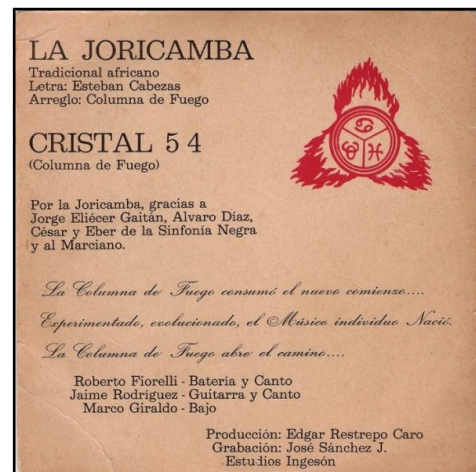 LA JORICAMBA
Tradicional africano
Letra: Esteban Cabezas
Arreglo: Columna de Fuego
CRISTAL 5 4
(Columna de Fuego)
Por la Joricamba, gracias a
Jorge Eliécer Gaitán, Alvaro Diaz,
César y Eber de la Sinfonía Negra
y al Marciano.
La Columna de Fuego consumó el nuevo comienzo....
Experimentado, evolucionado, el Músico individuo Nació.
La Columna de Fuego abre el camino....
Roberto Fiorelli - Batería y Canto
Jaime Rodríguez - Guitarra y Canto
Marco Giraldo - Bajo
Producción: Edgar Restrepo Caro
Grabación: José Sánchez J.
Estudios Ingesón